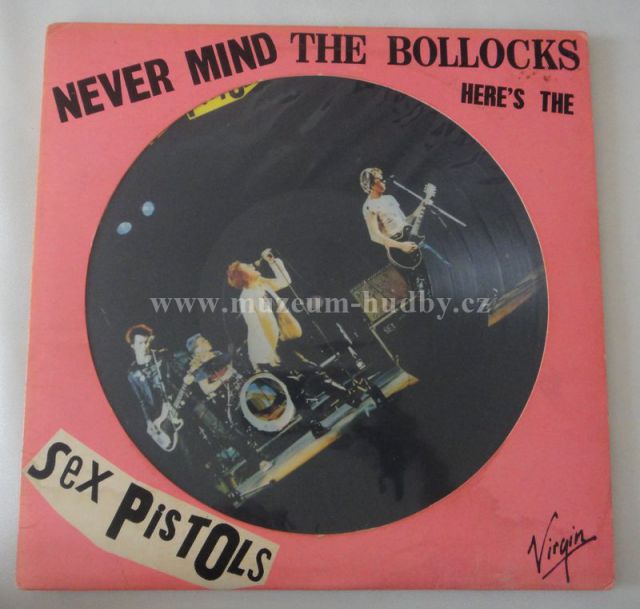 NEVER MIND THE BOLLOCKS
HERE'S THE
www.muzeum-hudby.cz
sex PisTOLs
Virgin